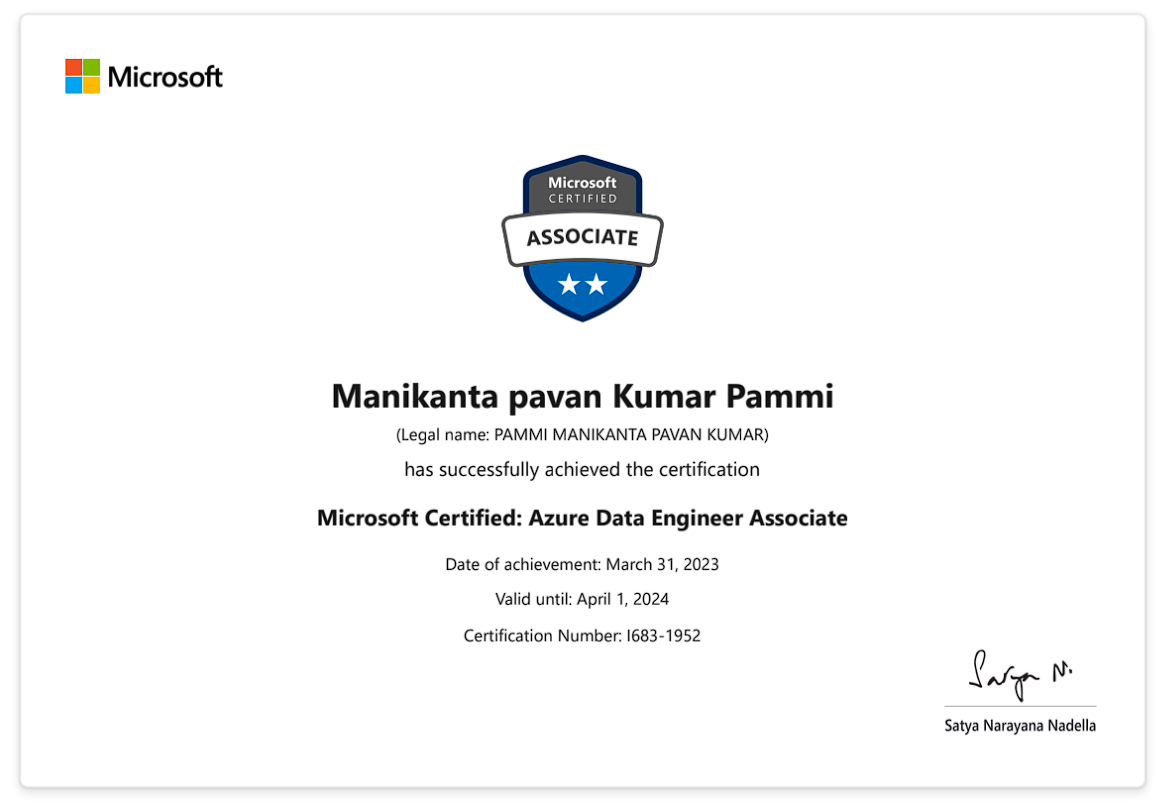 Microsoft
Microsoft
CERTIFIED
ASSOCIATE
Manikanta pavan Kumar Pammi
(Legal name: PAMMI MANIKANTA PAVAN KUMAR)
has successfully achieved the certification
Microsoft Certified: Azure Data Engineer Associate
Date of achievement: March 31, 2023
Valid until: April 1, 2024
Certification Number: I683-1952
Satya N.
Satya Narayana Nadella